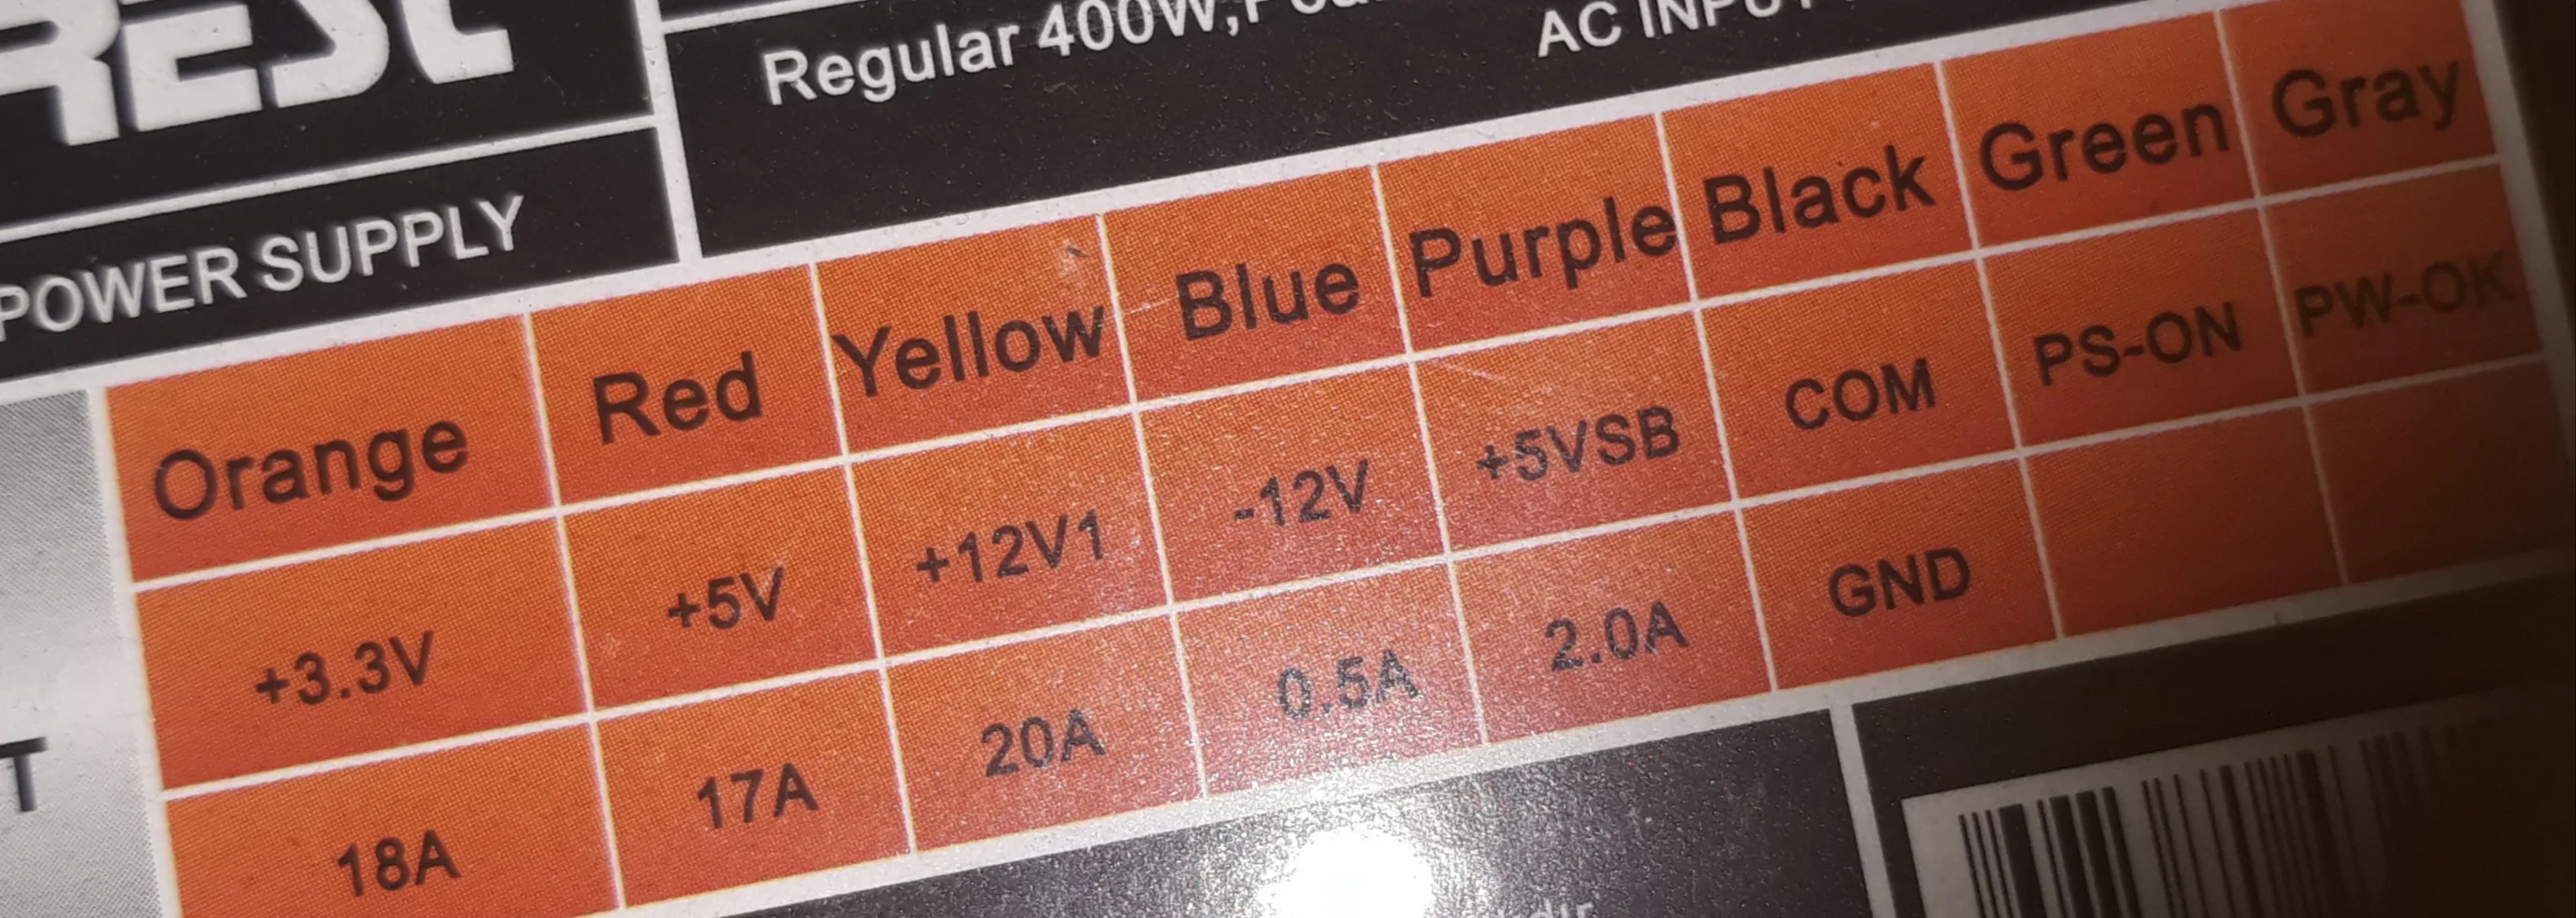 POWER SUPPLY
Regular 400W,
AC INPUT
Orange Red Yellow Blue Purple Black Green Gray
+3.3V +5V +12V1 -12V +5VSB COM PS-ON PW-OK
18A 17A 20A 0.5A 2.0A GND